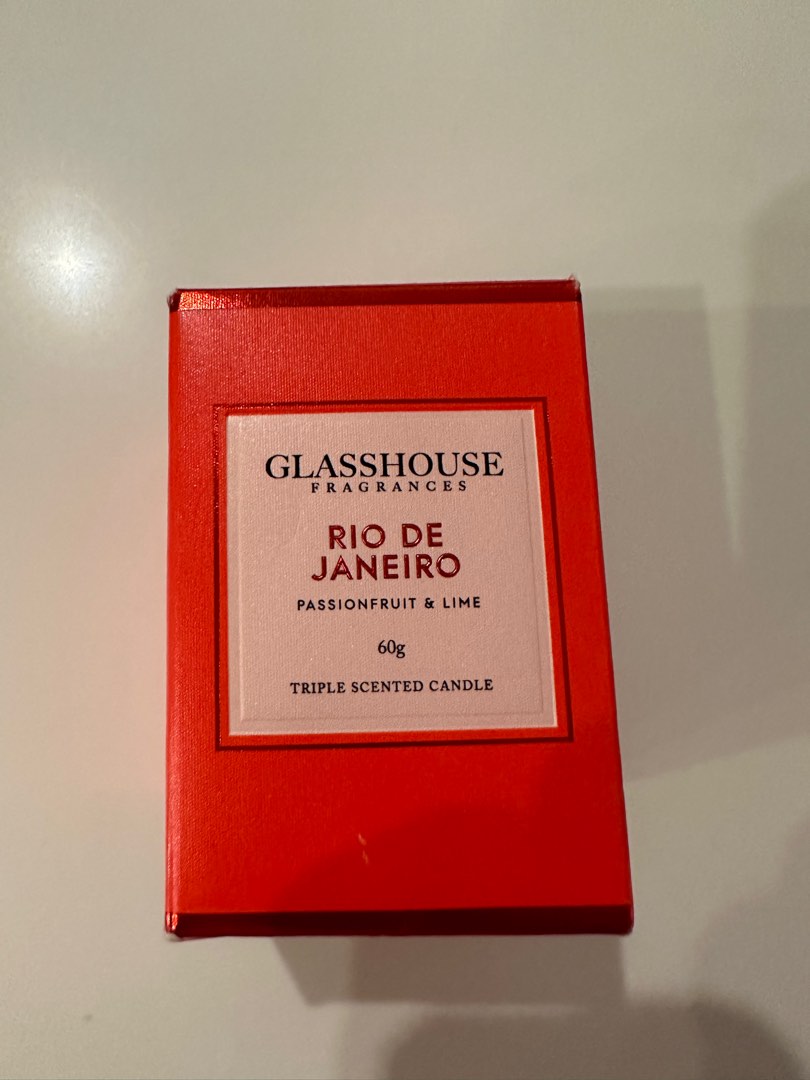 GLASSHOUSE
FRAGRANCES
RIO DE
JANEIRO
PASSIONFRUIT & LIME
60g
TRIPLE SCENTED CANDLE